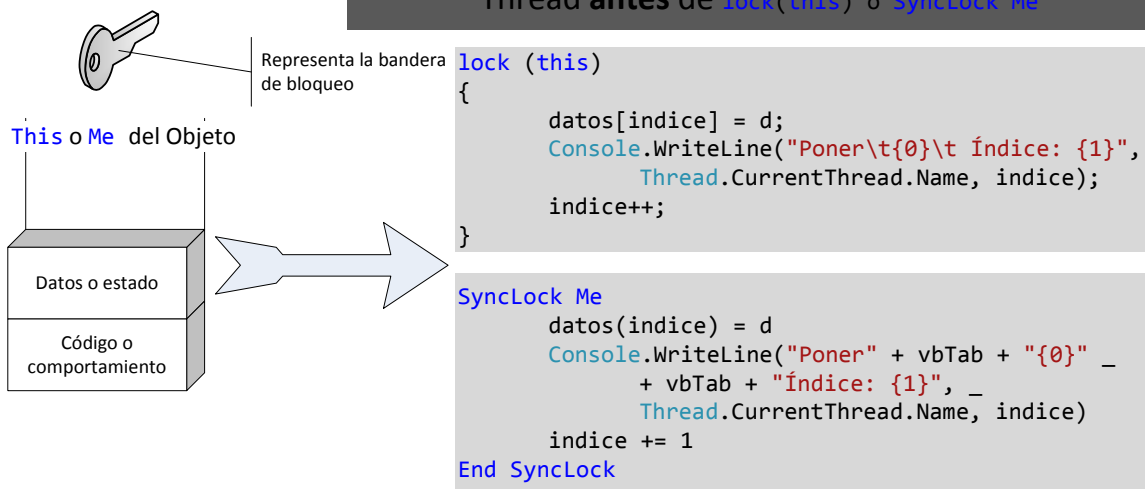 Thread antes de lock(this) o SyncLock Me
Representa la bandera
de bloqueo
This o Me del Objeto
Datos o estado
Código o
comportamiento
lock (this)
{
datos[indice] = d;
Console.WriteLine("Poner\t{0}\t Índice: {1}",
Thread.CurrentThread.Name, indice);
indice++;
}
SyncLock Me
datos(indice) = d
Console.WriteLine("Poner" + vbTab + "{0}" _
+ vbTab + "Índice: {1}", _
Thread.CurrentThread.Name, indice)
indice += 1
End SyncLock